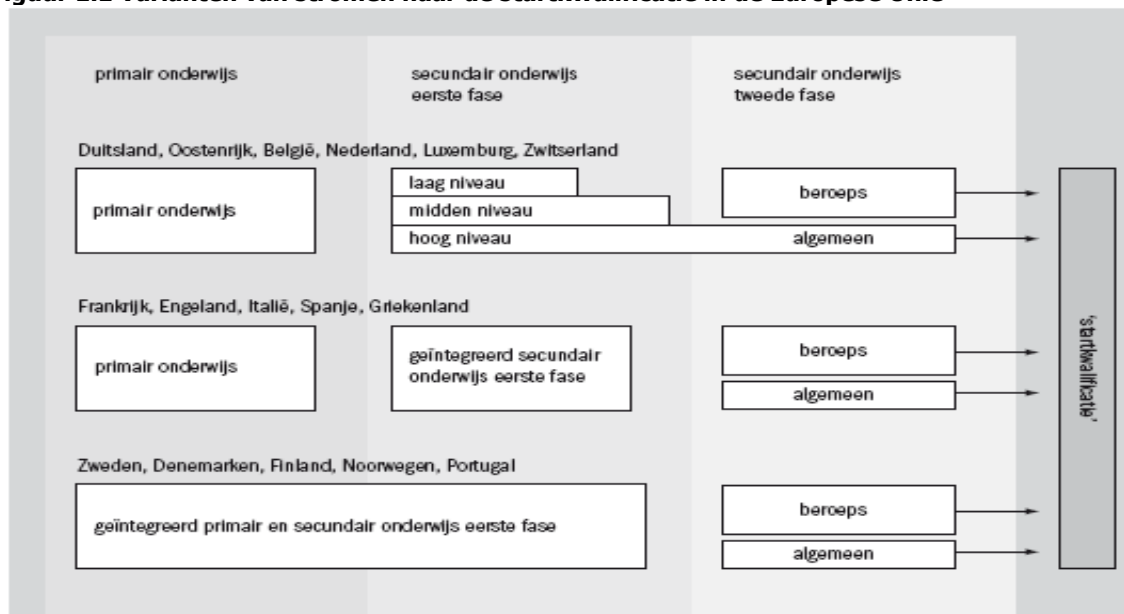 primair onderwijs
secundair onderwijs
eerste fase
secundair onderwijs
tweede fase
Duitsland, Oostenrijk, België, Nederland, Luxemburg, Zwitserland
primair onderwijs
laag niveau
midden niveau
hoog niveau
beroeps
algemeen
Frankrijk, Engeland, Italië, Spanje, Griekenland
primair onderwijs
geïntegreerd secundair
onderwijs eerste fase
beroeps
algemeen
Zweden, Denemarken, Finland, Noorwegen, Portugal
geïntegreerd primair en secundair onderwijs eerste fase
beroeps
algemeen
'startkwalificatie'